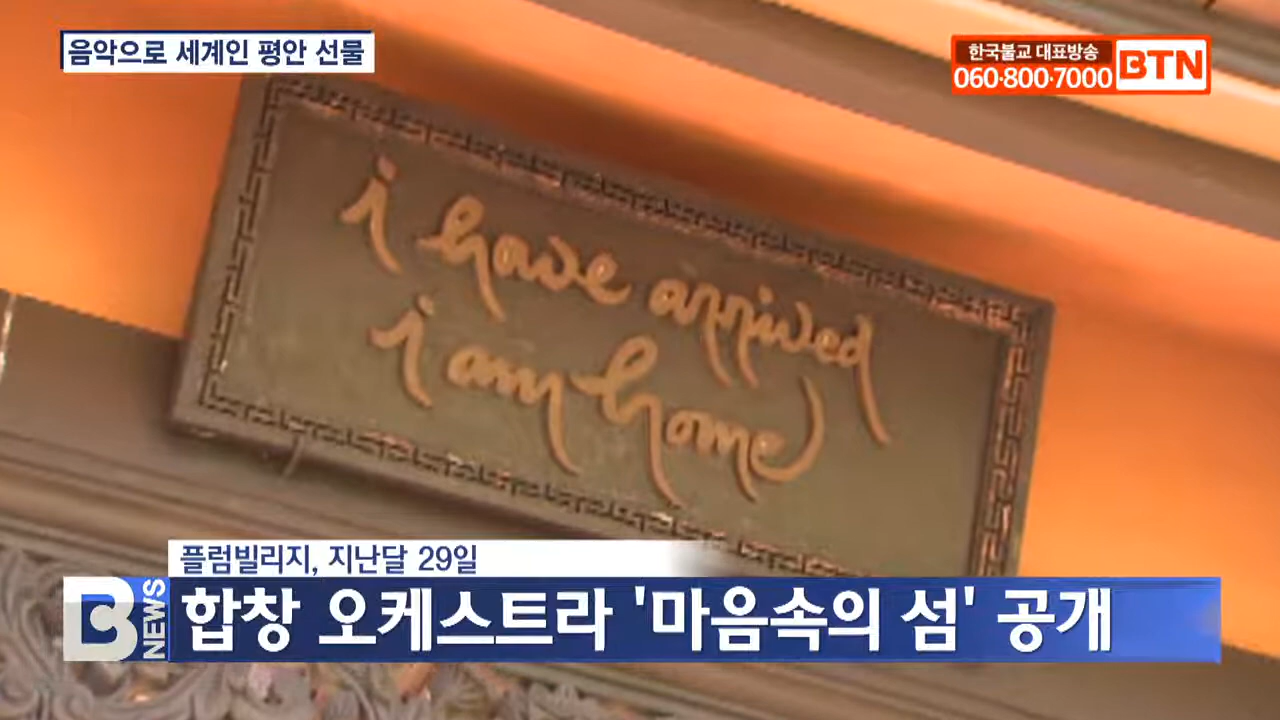 음악으로 세계인 평안 선물
한국불교 대표방송
060·800·7000 BTN
i have arrived
i am home
플럼빌리지, 지난달 29일
B NEWS 합창 오케스트라 '마음속의 섬' 공개